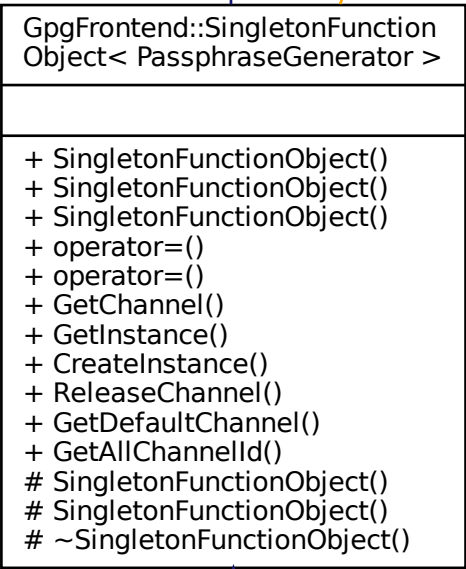 GpgFrontend::SingletonFunction
Object< PassphraseGenerator >
+ SingletonFunctionObject()
+ SingletonFunctionObject()
+ SingletonFunctionObject()
+ operator=()
+ operator=()
+ GetChannel()
+ GetInstance()
+ CreateInstance()
+ ReleaseChannel()
+ GetDefaultChannel()
+ GetAllChannelId()
# SingletonFunctionObject()
# SingletonFunctionObject()
# ~SingletonFunctionObject()